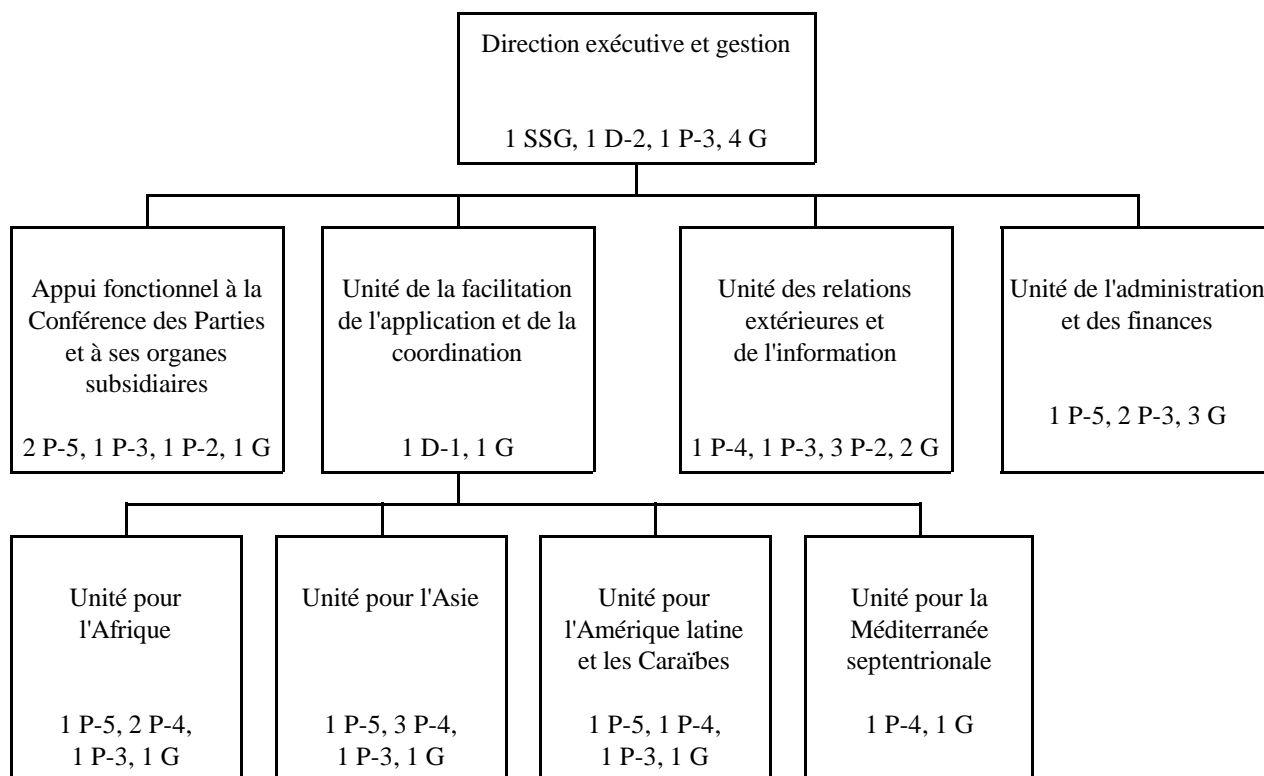 Direction exécutive et gestion
1 SSG, 1 D-2, 1 P-3, 4 G
Appui fonctionnel à la
Conférence des Parties
et à ses organes
subsidiaires
2 P-5, 1 P-3, 1 P-2, 1 G
Unité de la facilitation
de l'application et de la
coordination
1 D-1, 1 G
Unité des relations
extérieures et
de l'information
1 P-4, 1 P-3, 3 P-2, 2 G
Unité de l'administration
et des finances
1 P-5, 2 P-3, 3 G
Unité pour
l'Afrique
1 P-5, 2 P-4,
1 P-3, 1 G
Unité pour l'Asie
1 P-5, 3 P-4,
1 P-3, 1 G
Unité pour
l'Amérique latine
et les Caraïbes
1 P-5, 1 P-4,
1 P-3, 1 G
Unité pour la
Méditerranée
septentrionale
1 P-4, 1 G